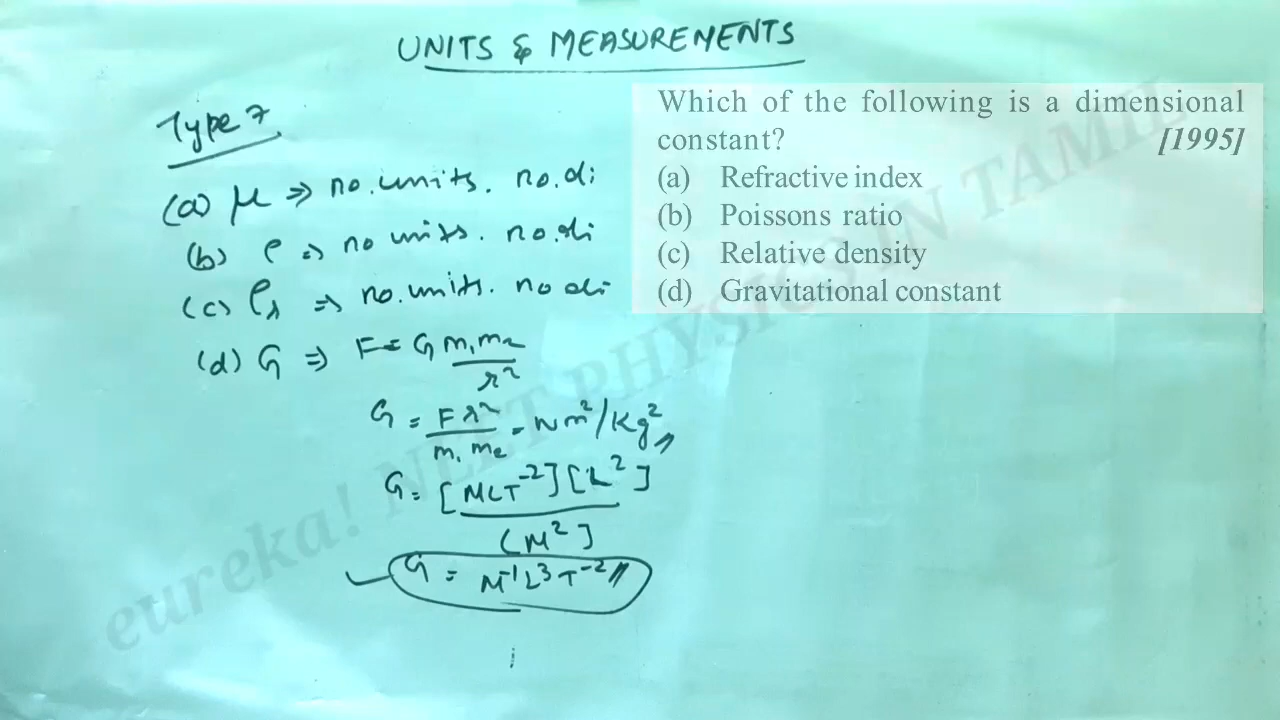 UNITS & MEASUREMENTS
Type 7
(a) μ ⇒ no.units. no.di
(b) e ⇒ no units. no.di
(c) ⇒ no.units. no di
(d) G ⇒ F = G m₁m₂
r²
G = Fr² = Nm²/Kg²
m₁ m₂
G = [MLT⁻²][L²]
[M²]
G = M⁻¹L³T⁻²
Which of the following is a dimensional
constant? [1995]
(a) Refractive index
(b) Poissons ratio
(c) Relative density
(d) Gravitational constant
eureka! NEET PHYSICS IN TAMIL